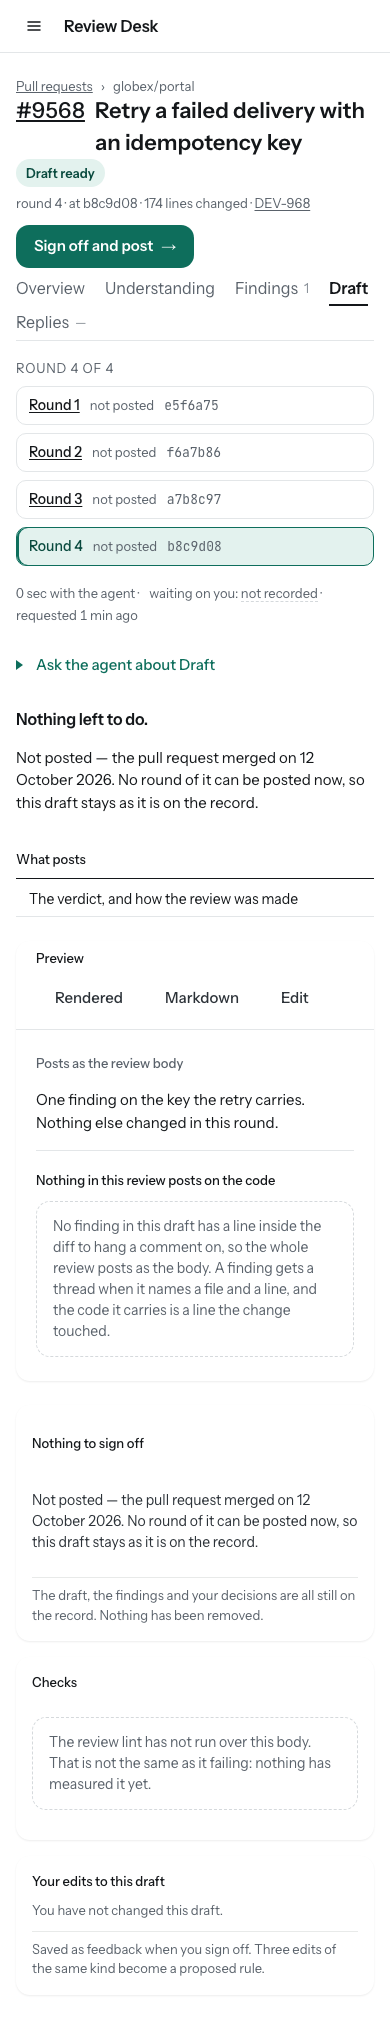 Review Desk
Pull requests › globex/portal
#9568 Retry a failed delivery with
an idempotency key
Draft ready
round 4 · at b8c9d08 · 174 lines changed · DEV-968
Sign off and post →
Overview Understanding Findings 1 Draft
Replies —
ROUND 4 OF 4
Round 1 not posted e5f6a75
Round 2 not posted f6a7b86
Round 3 not posted a7b8c97
Round 4 not posted b8c9d08
0 sec with the agent · waiting on you: not recorded ·
requested 1 min ago
Ask the agent about Draft
Nothing left to do.
Not posted — the pull request merged on 12
October 2026. No round of it can be posted now, so
this draft stays as it is on the record.
What posts
The verdict, and how the review was made
Preview
Rendered Markdown Edit
Posts as the review body
One finding on the key the retry carries.
Nothing else changed in this round.
Nothing in this review posts on the code
No finding in this draft has a line inside the
diff to hang a comment on, so the whole
review posts as the body. A finding gets a
thread when it names a file and a line, and
the code it carries is a line the change
touched.
Nothing to sign off
Not posted — the pull request merged on 12
October 2026. No round of it can be posted now, so
this draft stays as it is on the record.
The draft, the findings and your decisions are all still on
the record. Nothing has been removed.
Checks
The review lint has not run over this body.
That is not the same as it failing: nothing has
measured it yet.
Your edits to this draft
You have not changed this draft.
Saved as feedback when you sign off. Three edits of
the same kind become a proposed rule.